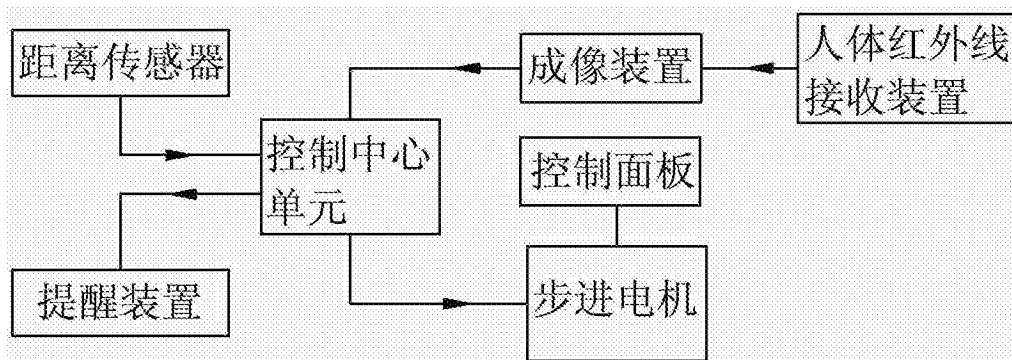 距离传感器
成像装置
人体红外线
接收装置
控制中心
单元
控制面板
提醒装置
步进电机